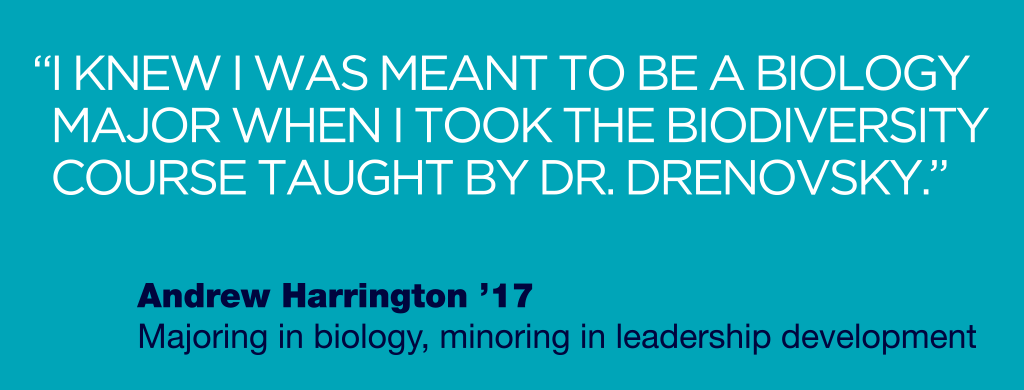 “I KNEW I WAS MEANT TO BE A BIOLOGY
MAJOR WHEN I TOOK THE BIODIVERSITY
COURSE TAUGHT BY DR. DRENOVSKY.”
Andrew Harrington ’17
Majoring in biology, minoring in leadership development